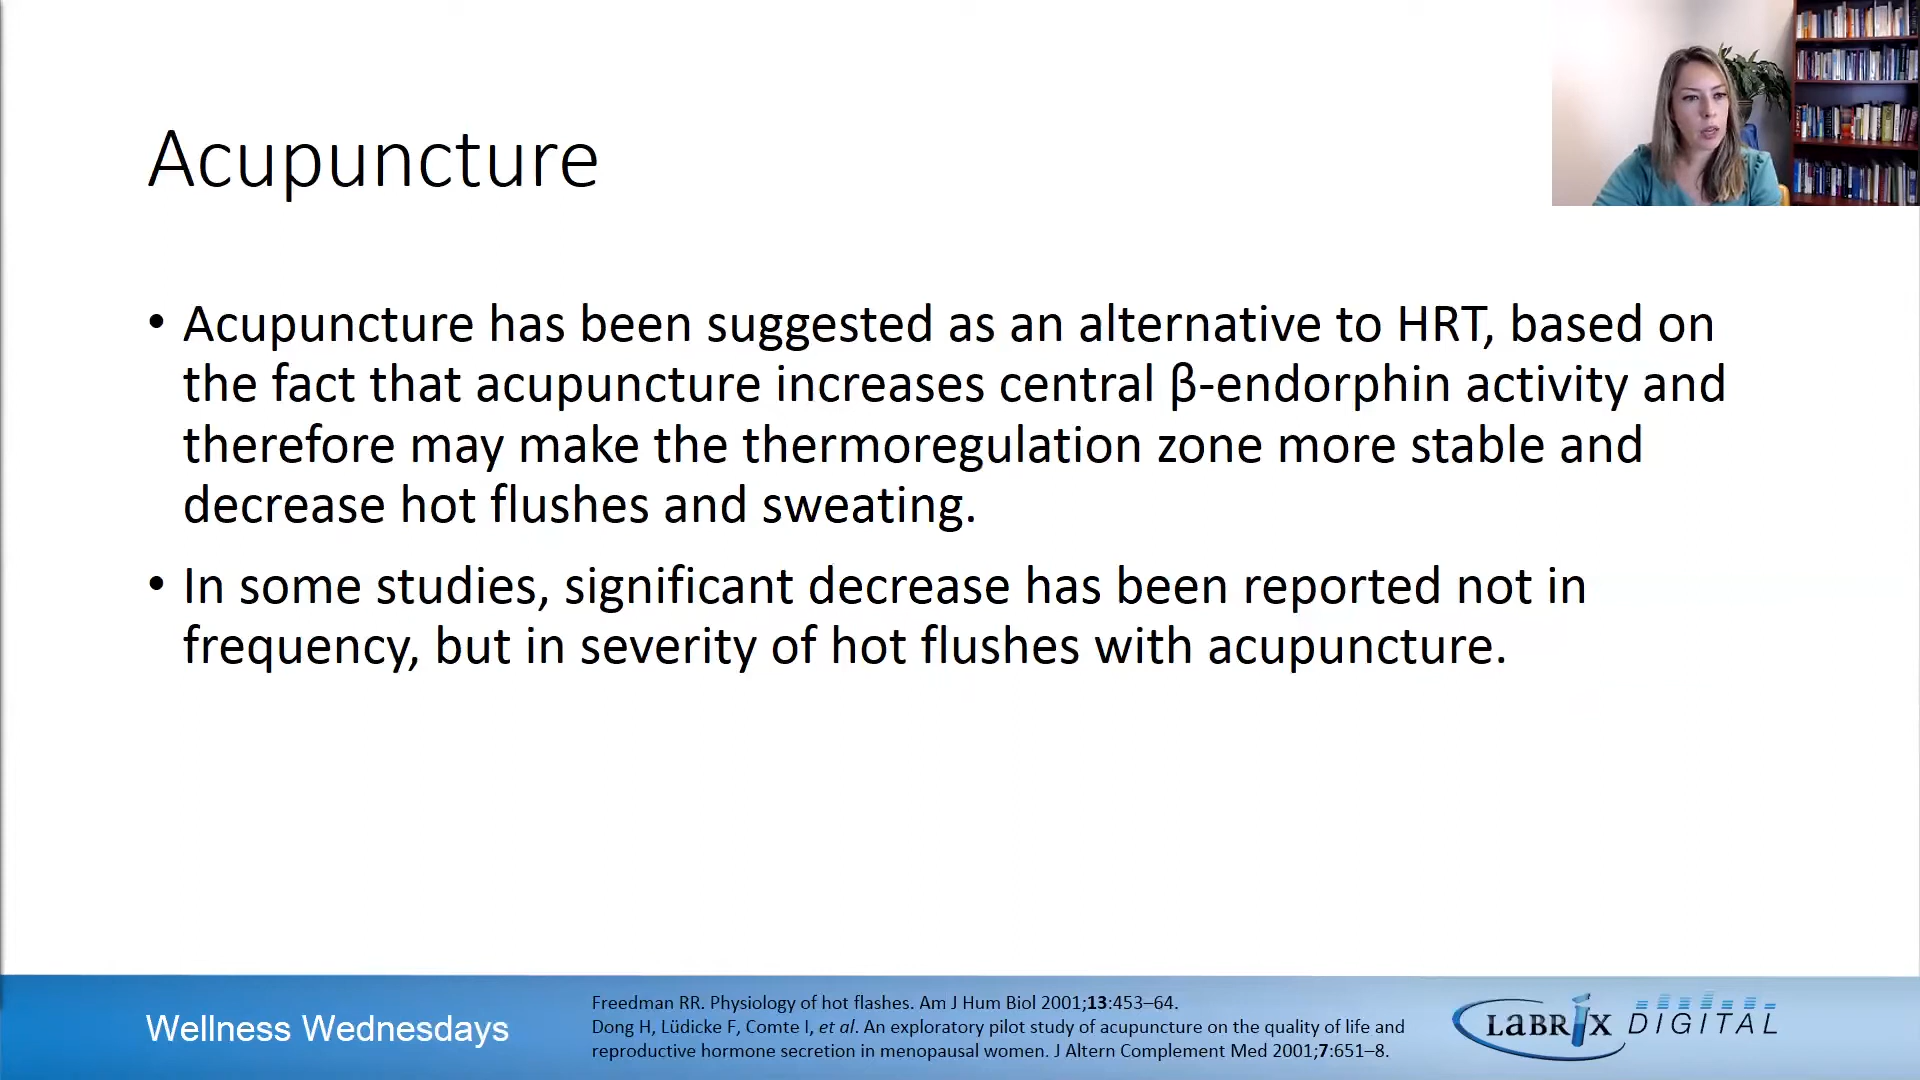 Acupuncture
• Acupuncture has been suggested as an alternative to HRT, based on
the fact that acupuncture increases central β-endorphin activity and
therefore may make the thermoregulation zone more stable and
decrease hot flushes and sweating.
• In some studies, significant decrease has been reported not in
frequency, but in severity of hot flushes with acupuncture.
Wellness Wednesdays
Freedman RR. Physiology of hot flashes. Am J Hum Biol 2001;13:453–64.
Dong H, Lüdicke F, Comte I, et al. An exploratory pilot study of acupuncture on the quality of life and
reproductive hormone secretion in menopausal women. J Altern Complement Med 2001;7:651–8.
LABRIX DIGITAL